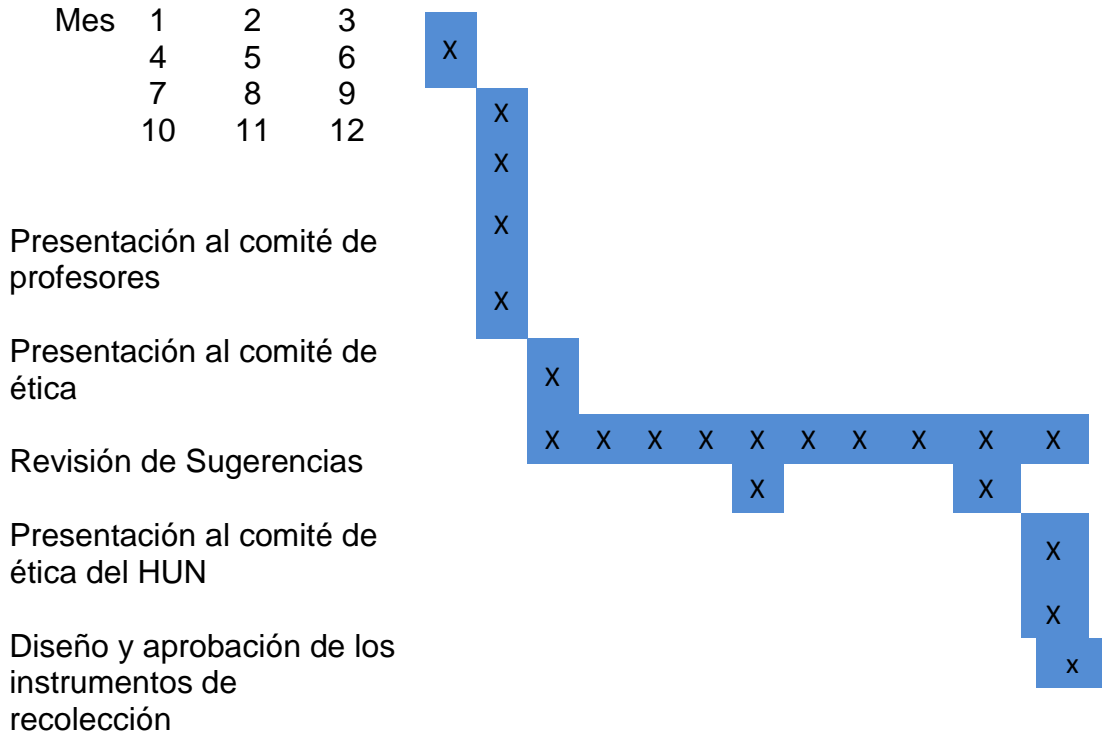 Mes 1 2 3
4 5 6
7 8 9
10 11 12
X
X
X
X
X
X
X X X X X X X X X X
X X
X
X
x
Presentación al comité de
profesores
Presentación al comité de
ética
Revisión de Sugerencias
Presentación al comité de
ética del HUN
Diseño y aprobación de los
instrumentos de
recolección